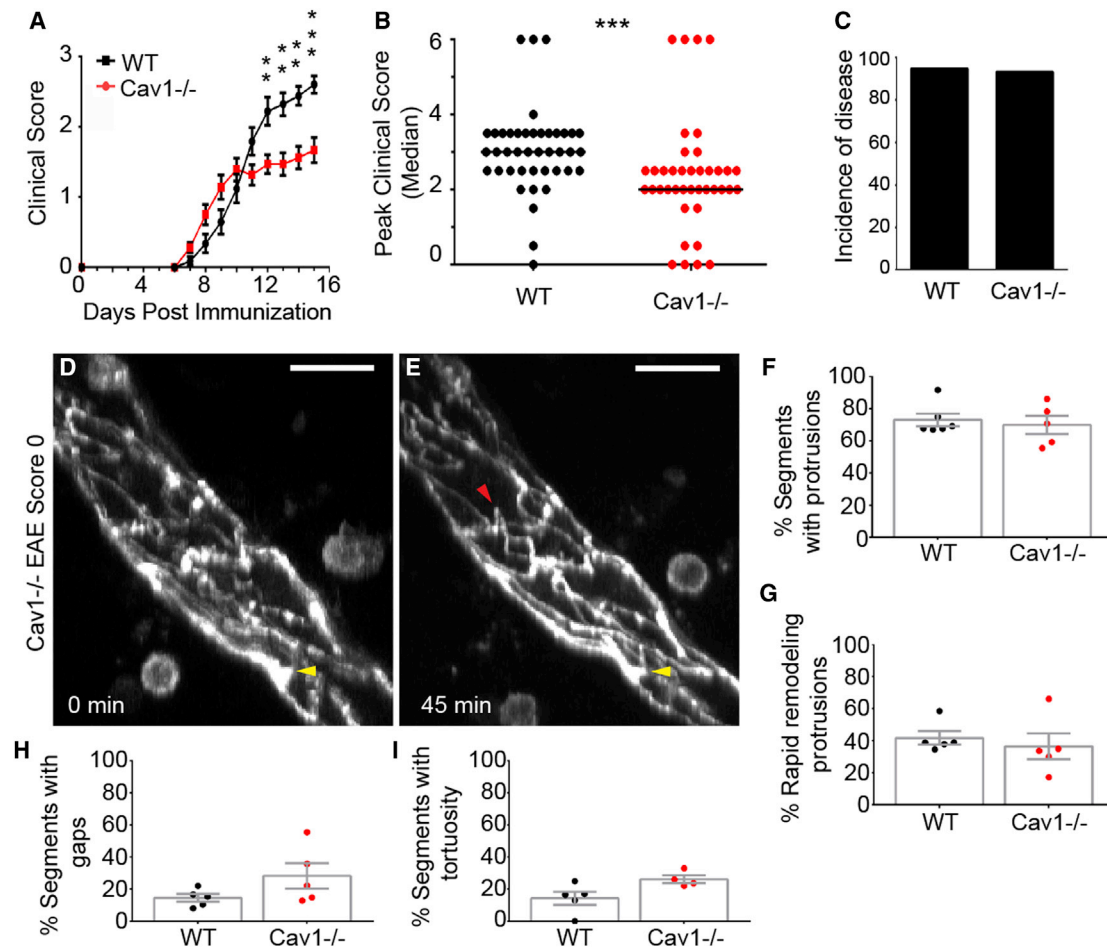 A
Clinical Score
3
2
1
0
WT
Cav1-/-
* *
* *
* *
* * *
0 4 8 12 16
Days Post Immunization
B
Peak Clinical Score
(Median)
6
4
2
0
***
WT Cav1-/-
C
Incidence of disease
100
80
60
40
20
0
WT Cav1-/-
Cav1-/- EAE Score 0
D
0 min
E
45 min
F
% Segments
with protrusions
100
80
60
40
20
0
WT Cav1-/-
G
% Rapid remodeling
protrusions
100
80
60
40
20
0
WT Cav1-/-
H
% Segments with
gaps
100
80
60
40
20
0
WT Cav1-/-
I
% Segments with
tortuosity
100
80
60
40
20
0
WT Cav1-/-